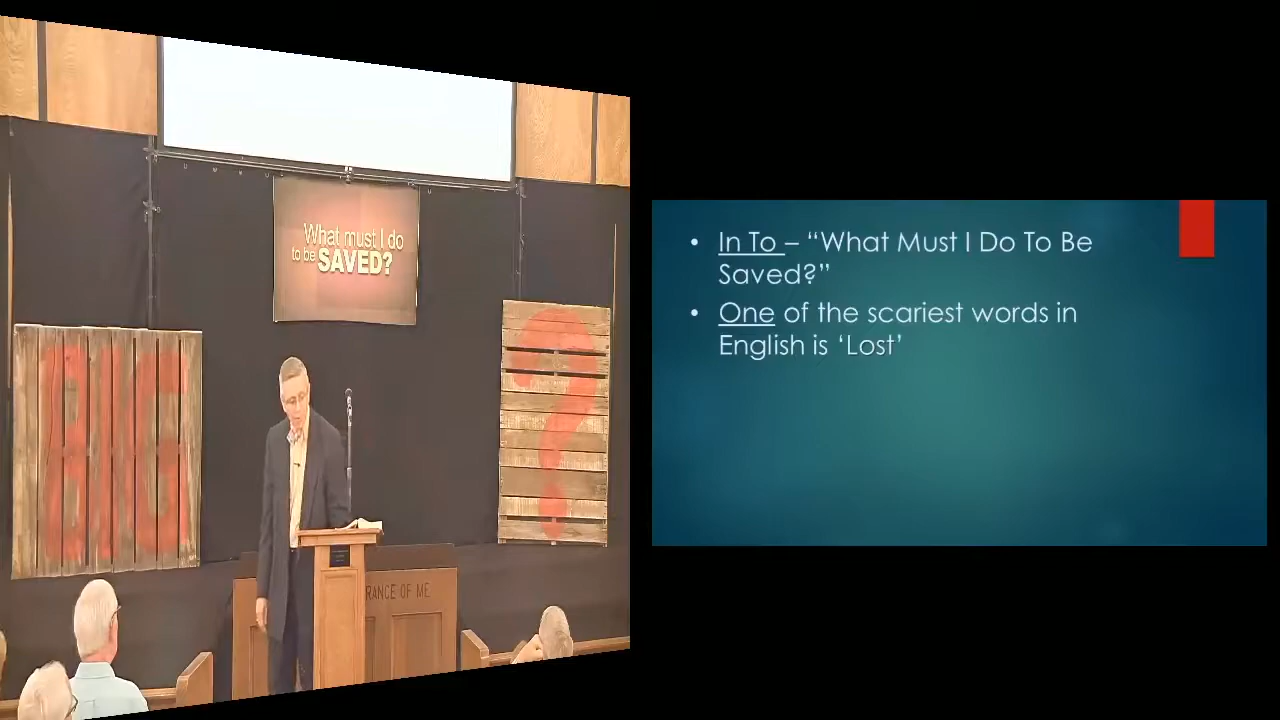 What must I do
to be SAVED?
BIG
?
RANCE OF ME
• In To – “What Must I Do To Be
Saved?”
• One of the scariest words in
English is ‘Lost’